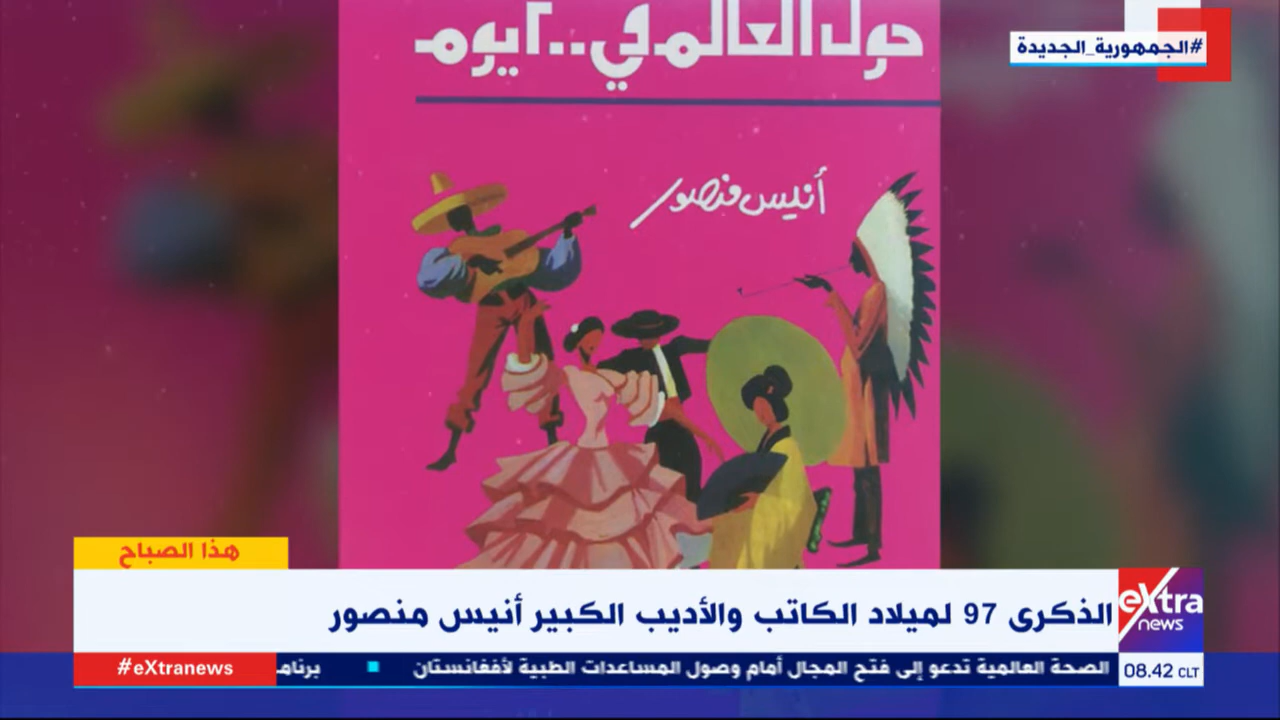 #الجمهورية_الجديدة
حول العالم في ٢٠٠ يوم
أنيس منصور
هذا الصباح
الذكرى 97 لميلاد الكاتب والأديب الكبير أنيس منصور
eXtra news
08.42 CLT
الصحة العالمية تدعو إلى فتح المجال أمام وصول المساعدات الطبية لأفغانستان
#eXtranews